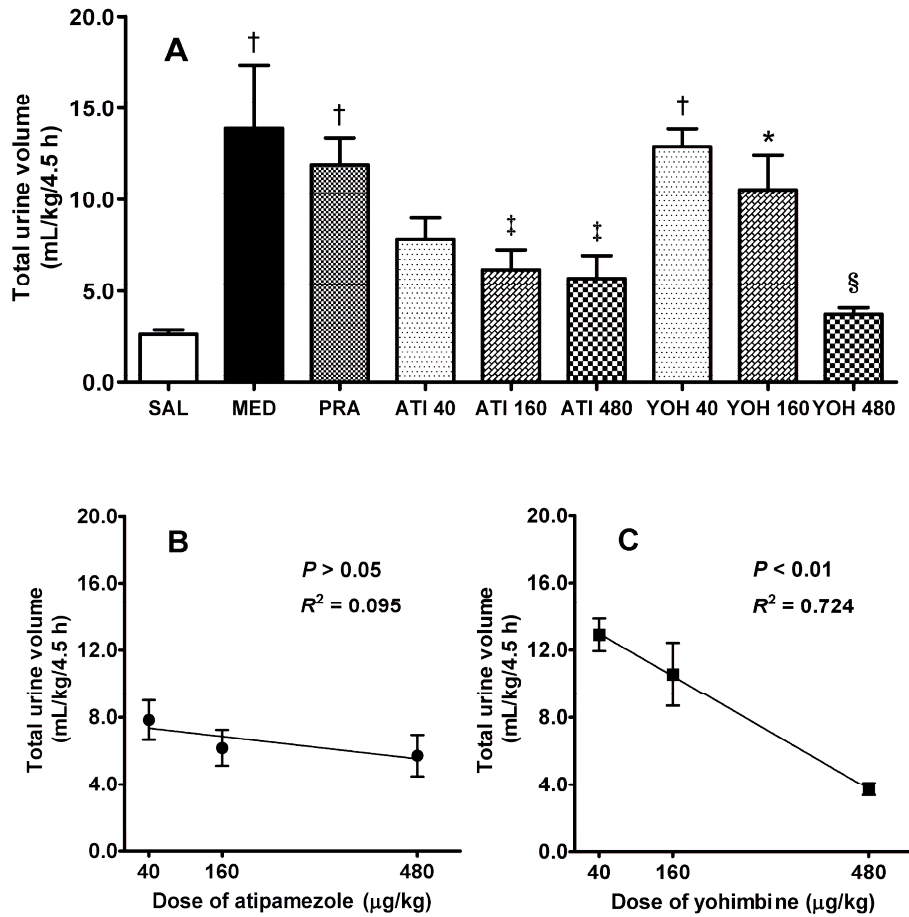 A
Total urine volume
(mL/kg/4.5 h)
20.0
15.0
10.0
5.0
0.0
†
†
‡
‡
†
*
§
SAL MED PRA ATI 40 ATI 160 ATI 480 YOH 40 YOH 160 YOH 480
B
P > 0.05
R² = 0.095
Total urine volume
(mL/kg/4.5 h)
20.0
16.0
12.0
8.0
4.0
0.0
40 160 480
Dose of atipamezole (µg/kg)
C
P < 0.01
R² = 0.724
Total urine volume
(mL/kg/4.5 h)
20.0
16.0
12.0
8.0
4.0
0.0
40 160 480
Dose of yohimbine (µg/kg)